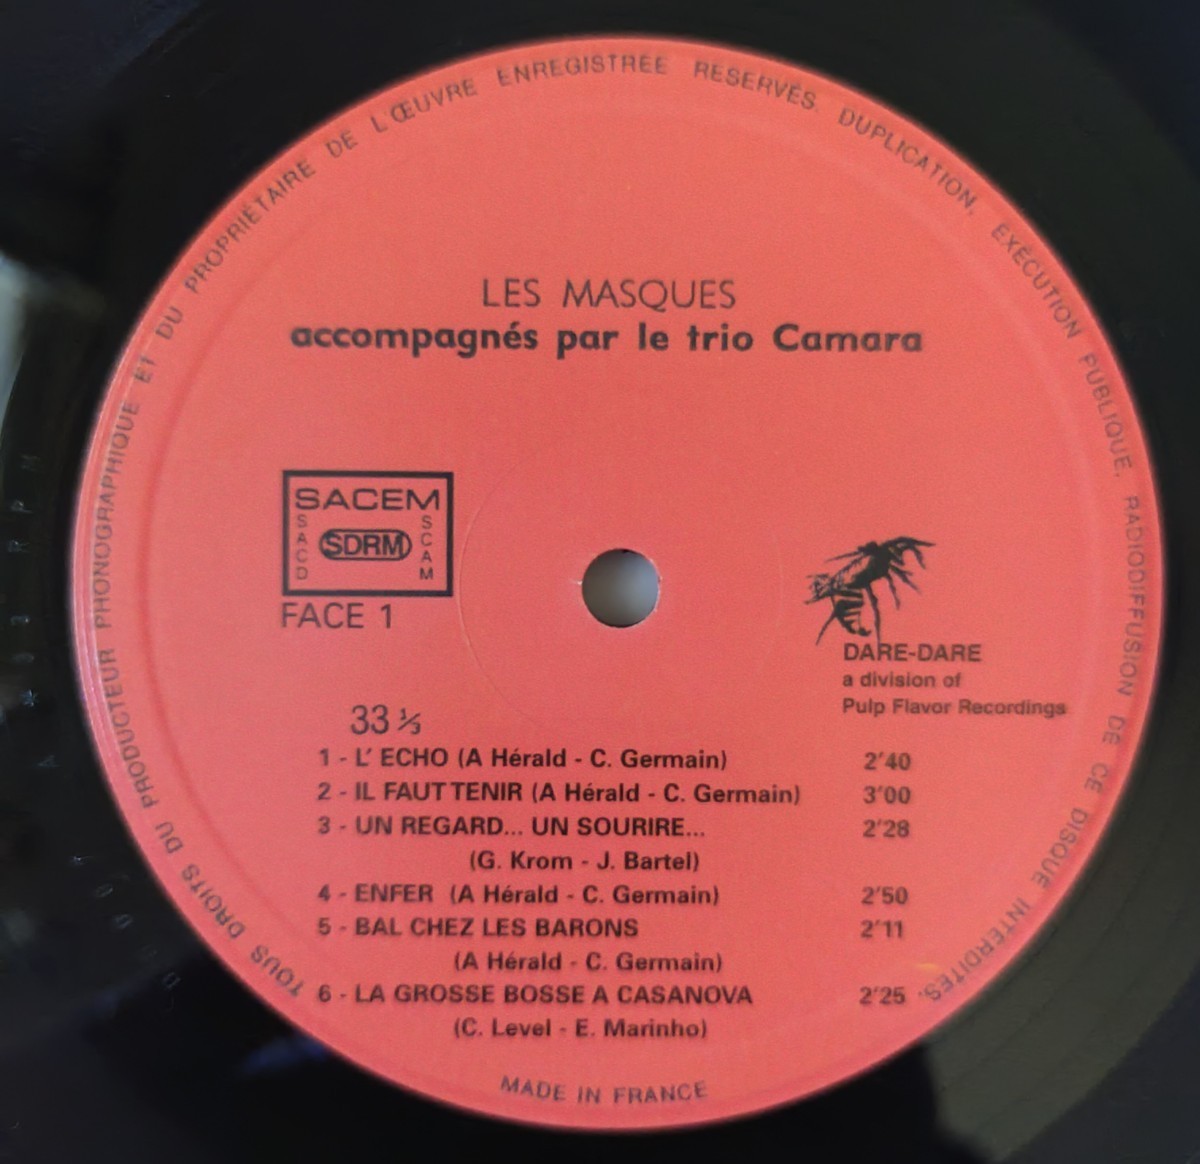 TOUS DROITS DU PRODUCTEUR PHONOGRAPHIQUE ET DU PROPRIÉTAIRE DE L'ŒUVRE ENREGISTRÉE RESERVÉS. DUPLICATION, EXÉCUTION PUBLIQUE, RADIODIFFUSION DE CE DISQUE INTERDITES.
LES MASQUES
accompagnés par le trio Camara
SACEM
SACD
SDRM
SCAM
FACE 1
DARE-DARE
a division of
Pulp Flavor Recordings
33 ⅓
1 - L' ECHO (A Hérald - C. Germain) 2'40
2 - IL FAUT TENIR (A Hérald - C. Germain) 3'00
3 - UN REGARD... UN SOURIRE... 2'28
(G. Krom - J. Bartel)
4 - ENFER (A Hérald - C. Germain) 2'50
5 - BAL CHEZ LES BARONS 2'11
(A Hérald - C. Germain)
6 - LA GROSSE BOSSE A CASANOVA 2'25
(C. Level - E. Marinho)
MADE IN FRANCE